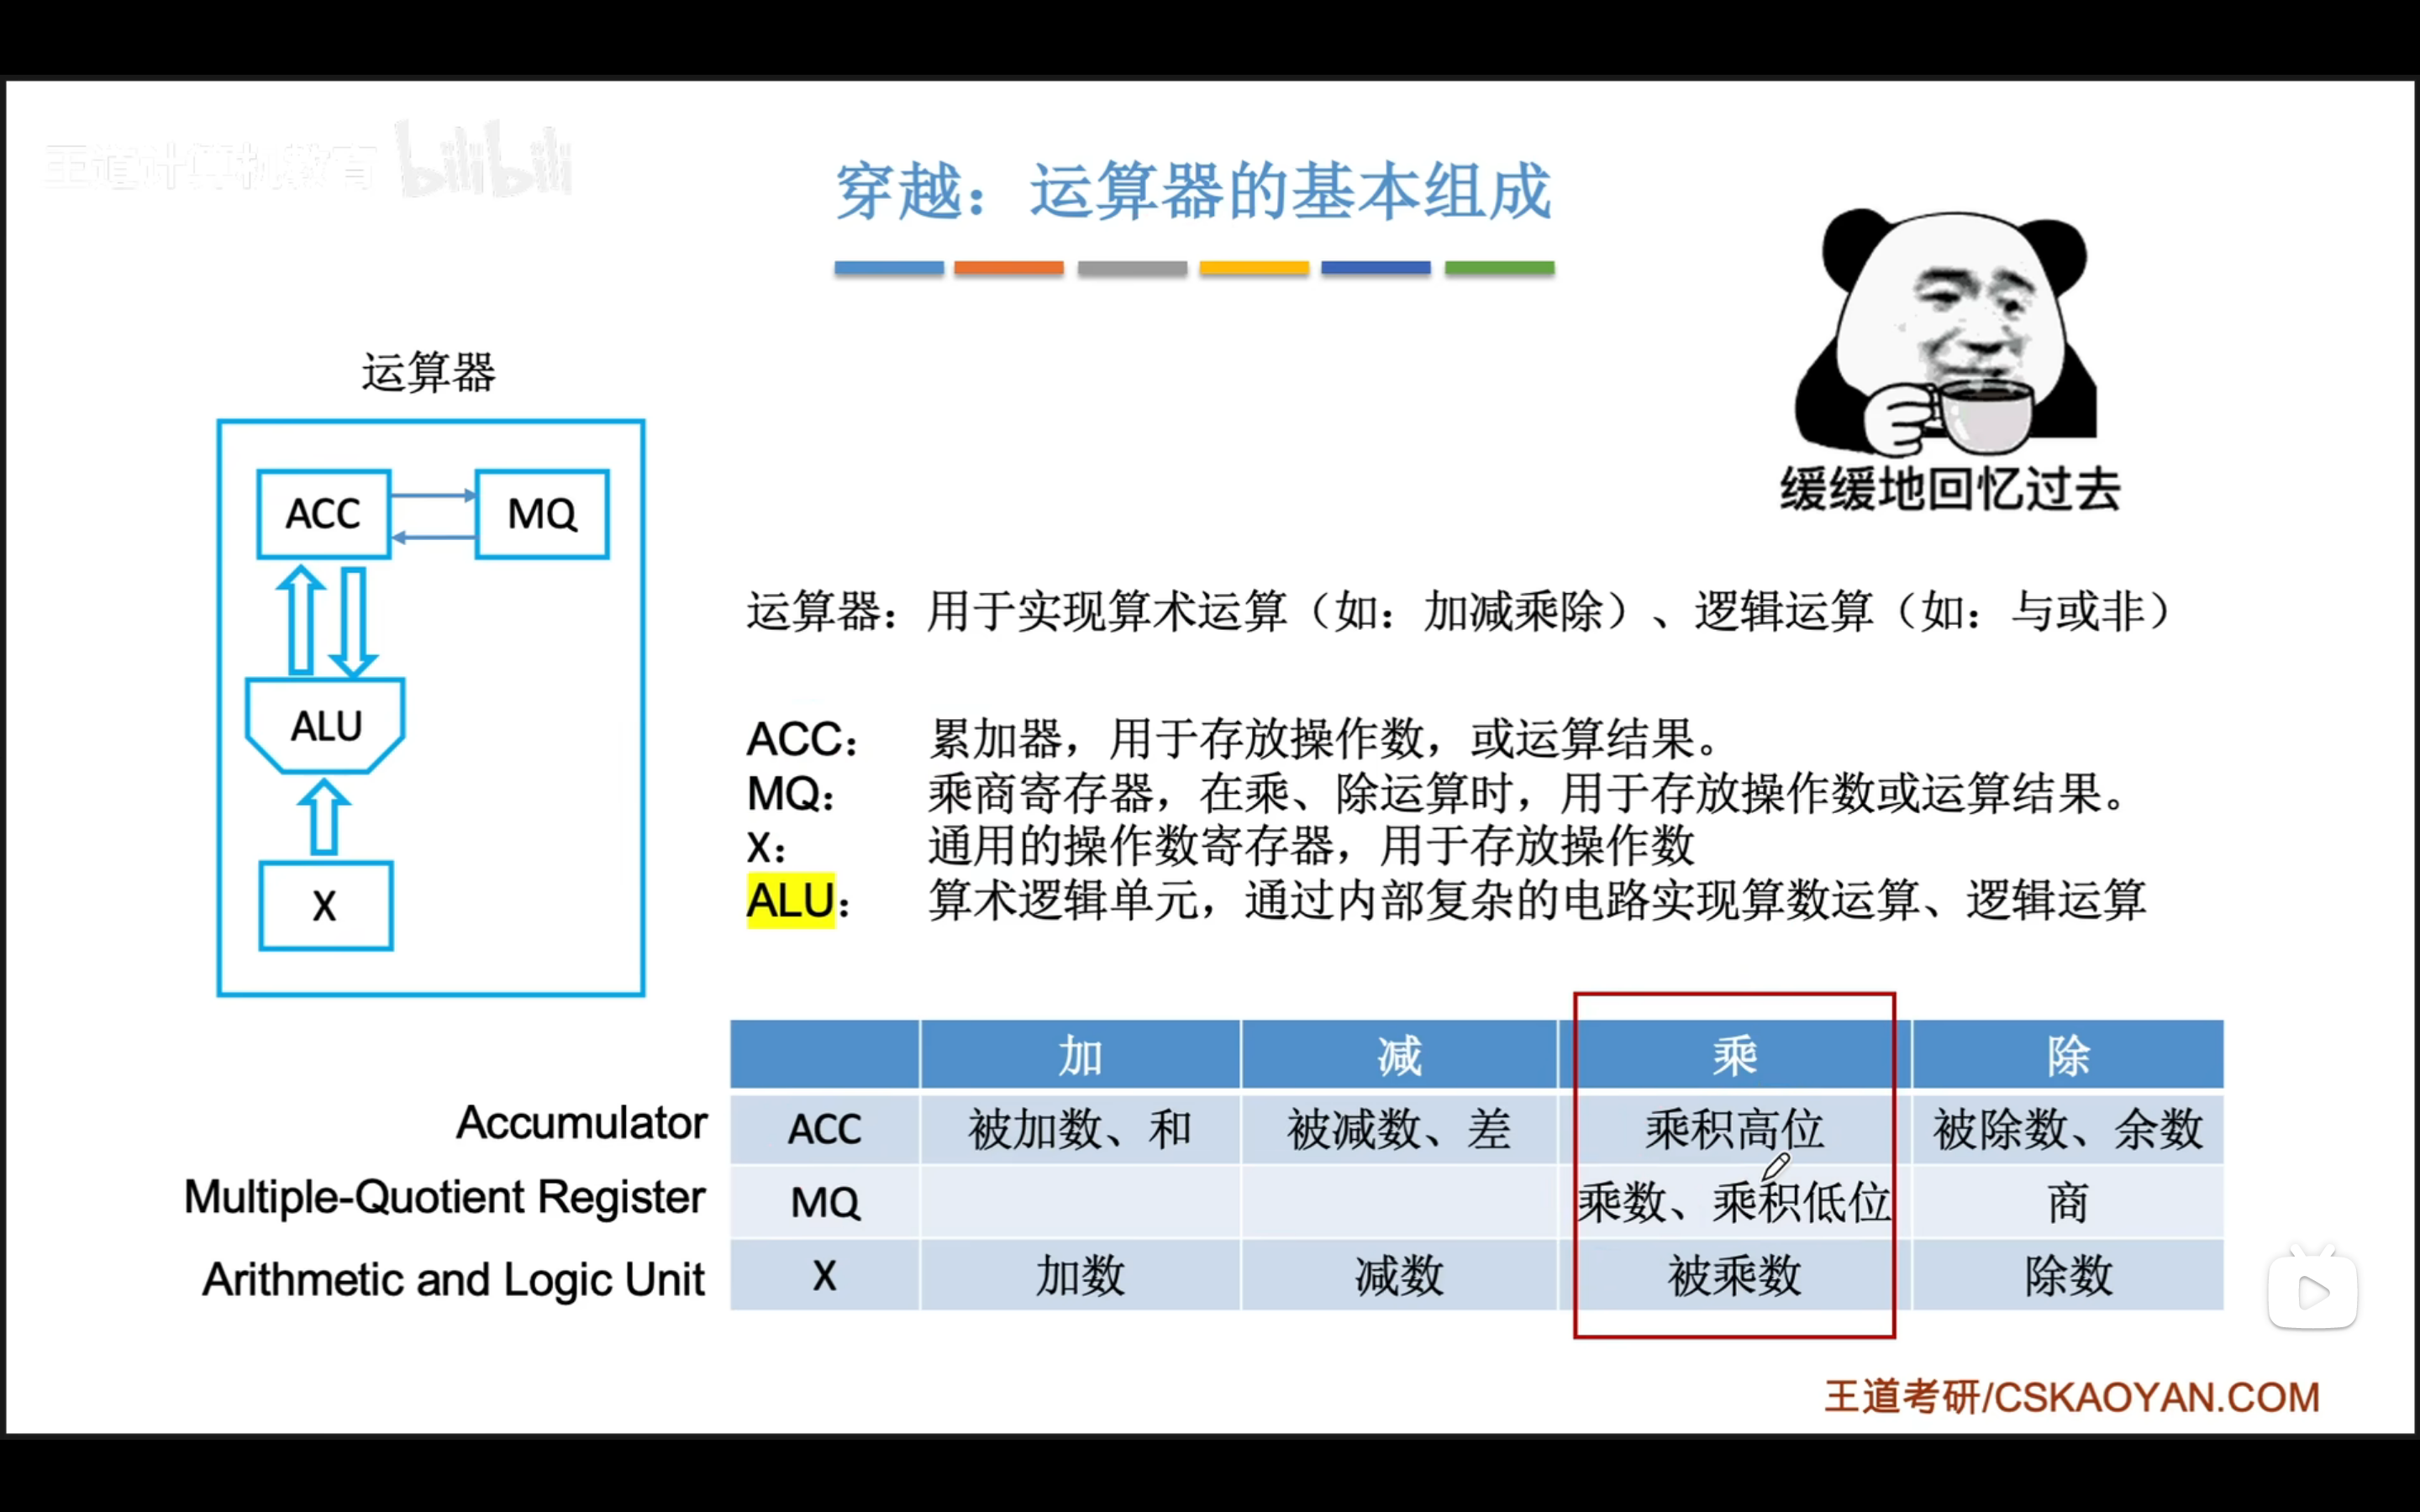 王道计算机教育 bilibili
穿越：运算器的基本组成
缓缓地回忆过去
运算器
ACC
MQ
ALU
X
运算器：用于实现算术运算（如：加减乘除）、逻辑运算（如：与或非）
ACC： 累加器，用于存放操作数，或运算结果。
MQ： 乘商寄存器，在乘、除运算时，用于存放操作数或运算结果。
X： 通用的操作数寄存器，用于存放操作数
ALU： 算术逻辑单元，通过内部复杂的电路实现算数运算、逻辑运算
加 减 乘 除
Accumulator ACC 被加数、和 被减数、差 乘积高位 被除数、余数
Multiple-Quotient Register MQ 乘数、乘积低位 商
Arithmetic and Logic Unit X 加数 减数 被乘数 除数
王道考研/CSKAOYAN.COM